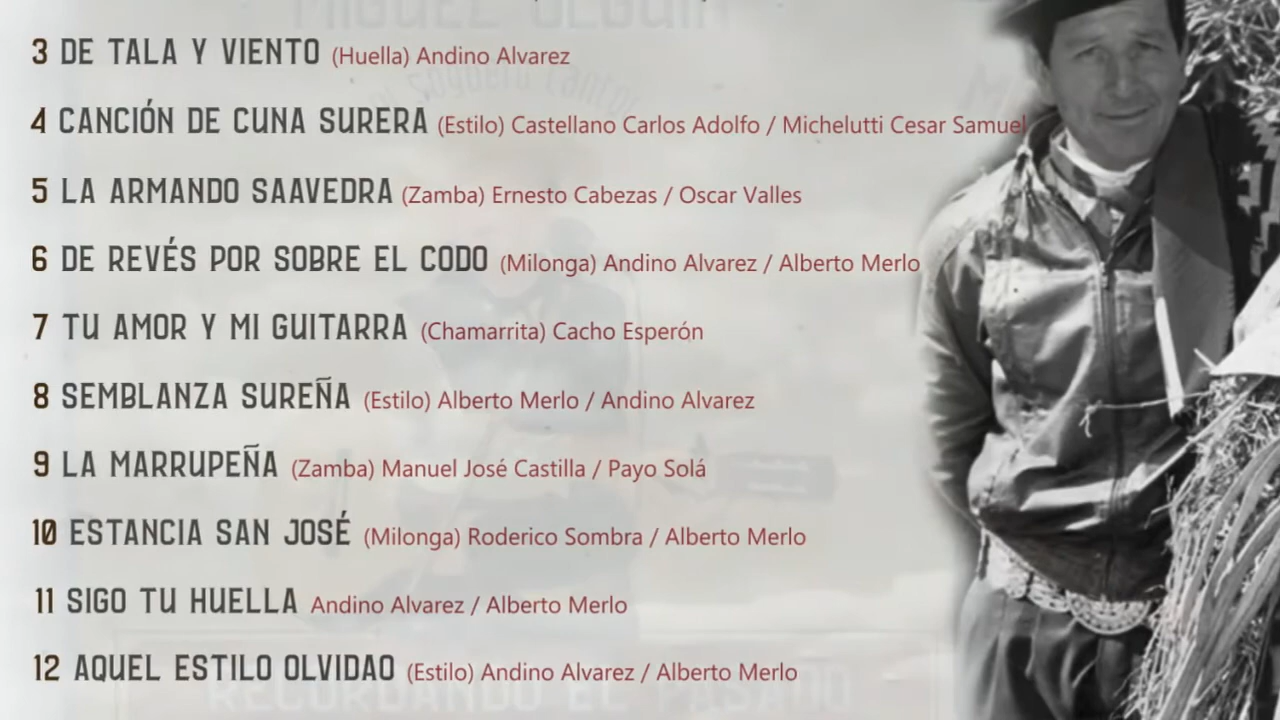 3 DE TALA Y VIENTO (Huella) Andino Alvarez
4 CANCIÓN DE CUNA SURERA (Estilo) Castellano Carlos Adolfo / Michelutti Cesar Samuel
5 LA ARMANDO SAAVEDRA (Zamba) Ernesto Cabezas / Oscar Valles
6 DE REVÉS POR SOBRE EL CODO (Milonga) Andino Alvarez / Alberto Merlo
7 TU AMOR Y MI GUITARRA (Chamarrita) Cacho Esperón
8 SEMBLANZA SUREÑA (Estilo) Alberto Merlo / Andino Alvarez
9 LA MARRUPEÑA (Zamba) Manuel José Castilla / Payo Solá
10 ESTANCIA SAN JOSÉ (Milonga) Roderico Sombra / Alberto Merlo
11 SIGO TU HUELLA Andino Alvarez / Alberto Merlo
12 AQUEL ESTILO OLVIDAO (Estilo) Andino Alvarez / Alberto Merlo
RECORDANDO EL PASADO